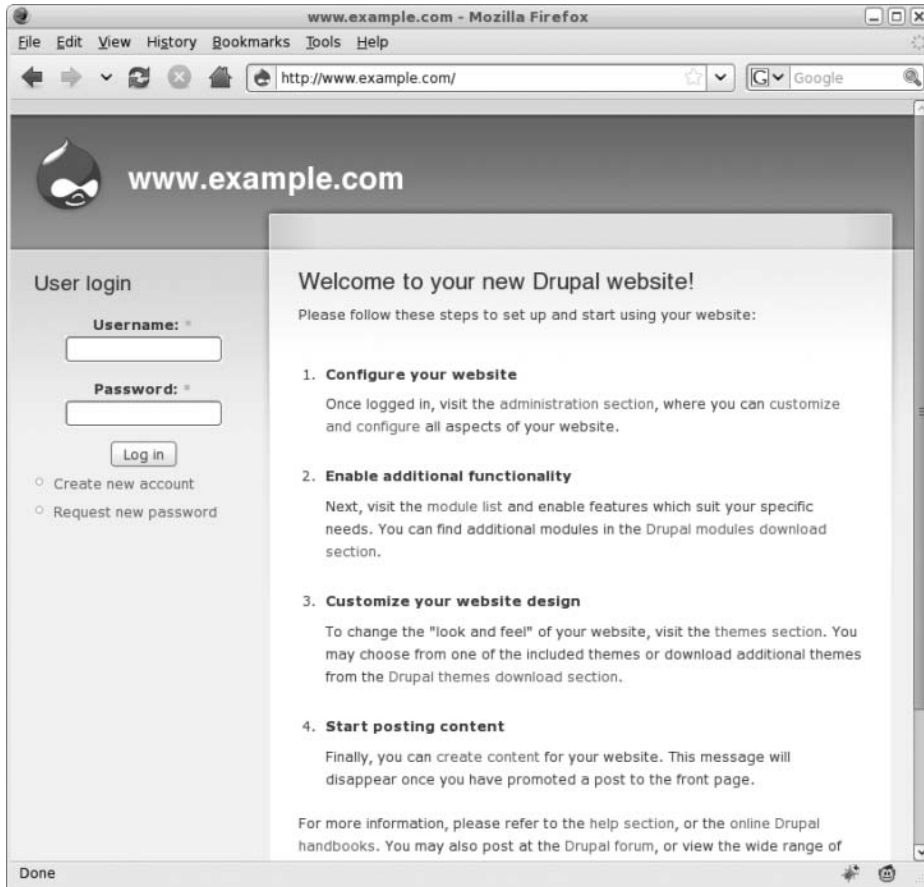 www.example.com - Mozilla Firefox
File Edit View History Bookmarks Tools Help
http://www.example.com/
G Google
www.example.com
User login
Username: *
Password: *
Log in
Create new account
Request new password
Welcome to your new Drupal website!
Please follow these steps to set up and start using your website:
1. Configure your website
Once logged in, visit the administration section, where you can customize
and configure all aspects of your website.
2. Enable additional functionality
Next, visit the module list and enable features which suit your specific
needs. You can find additional modules in the Drupal modules download
section.
3. Customize your website design
To change the "look and feel" of your website, visit the themes section. You
may choose from one of the included themes or download additional themes
from the Drupal themes download section.
4. Start posting content
Finally, you can create content for your website. This message will
disappear once you have promoted a post to the front page.
For more information, please refer to the help section, or the online Drupal
handbooks. You may also post at the Drupal forum, or view the wide range of
Done